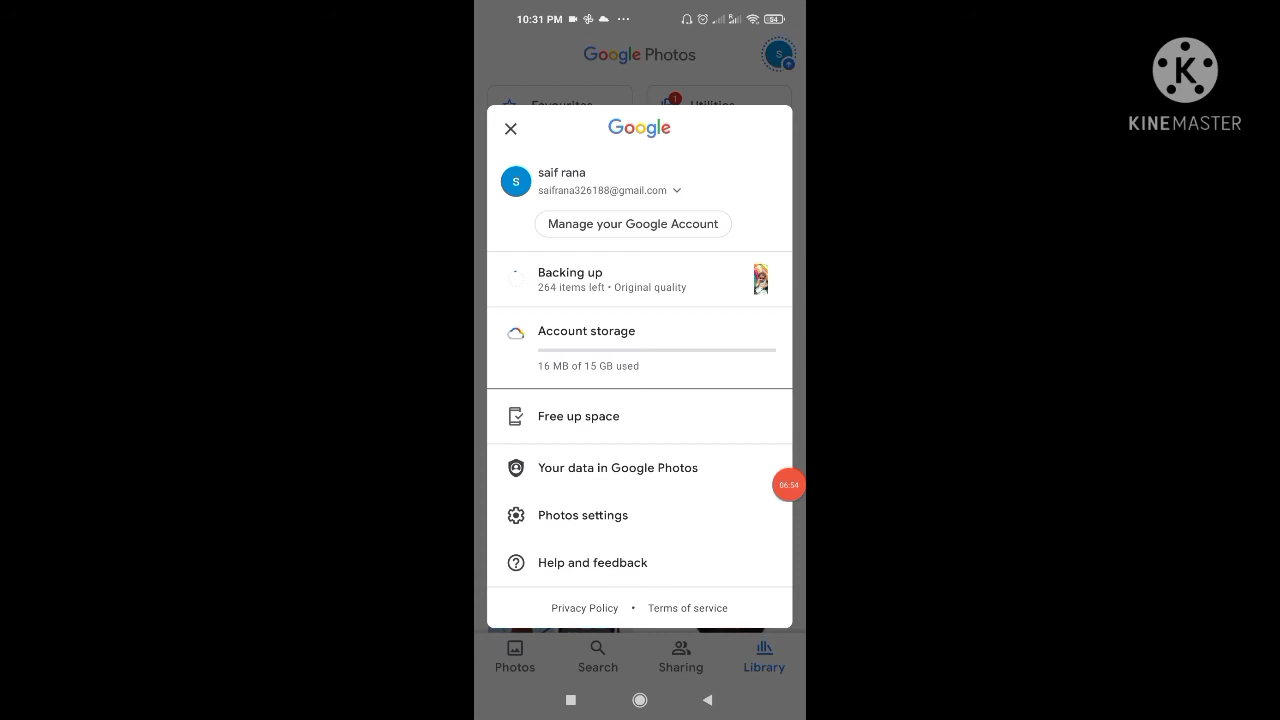 10:31 PM
54
Google Photos
S
K
KINEMASTER
Favourites
1
Utilities
Google
saif rana
S
saifrana326188@gmail.com
Manage your Google Account
Backing up
264 items left • Original quality
Account storage
16 MB of 15 GB used
Free up space
Your data in Google Photos
06:54
Photos settings
Help and feedback
Privacy Policy • Terms of service
Photos Search Sharing Library